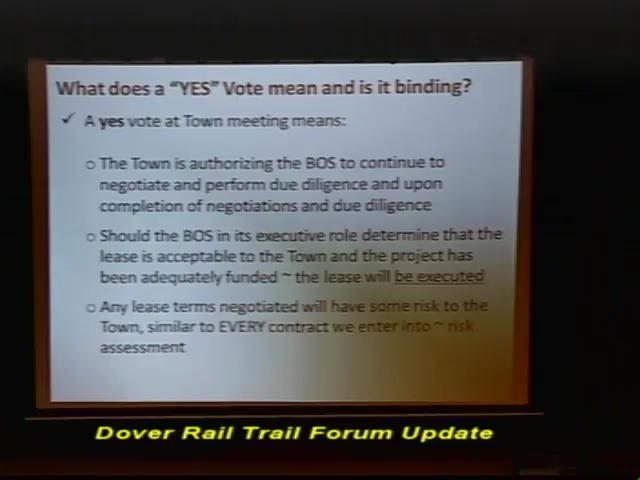 What does a “YES” Vote mean and is it binding?
✓ A yes vote at Town meeting means:
o The Town is authorizing the BOS to continue to
negotiate and perform due diligence and upon
completion of negotiations and due diligence
o Should the BOS in its executive role determine that the
lease is acceptable to the Town and the project has
been adequately funded ~ the lease will be executed
o Any lease terms negotiated will have some risk to the
Town, similar to EVERY contract we enter into ~ risk
assessment
Dover Rail Trail Forum Update